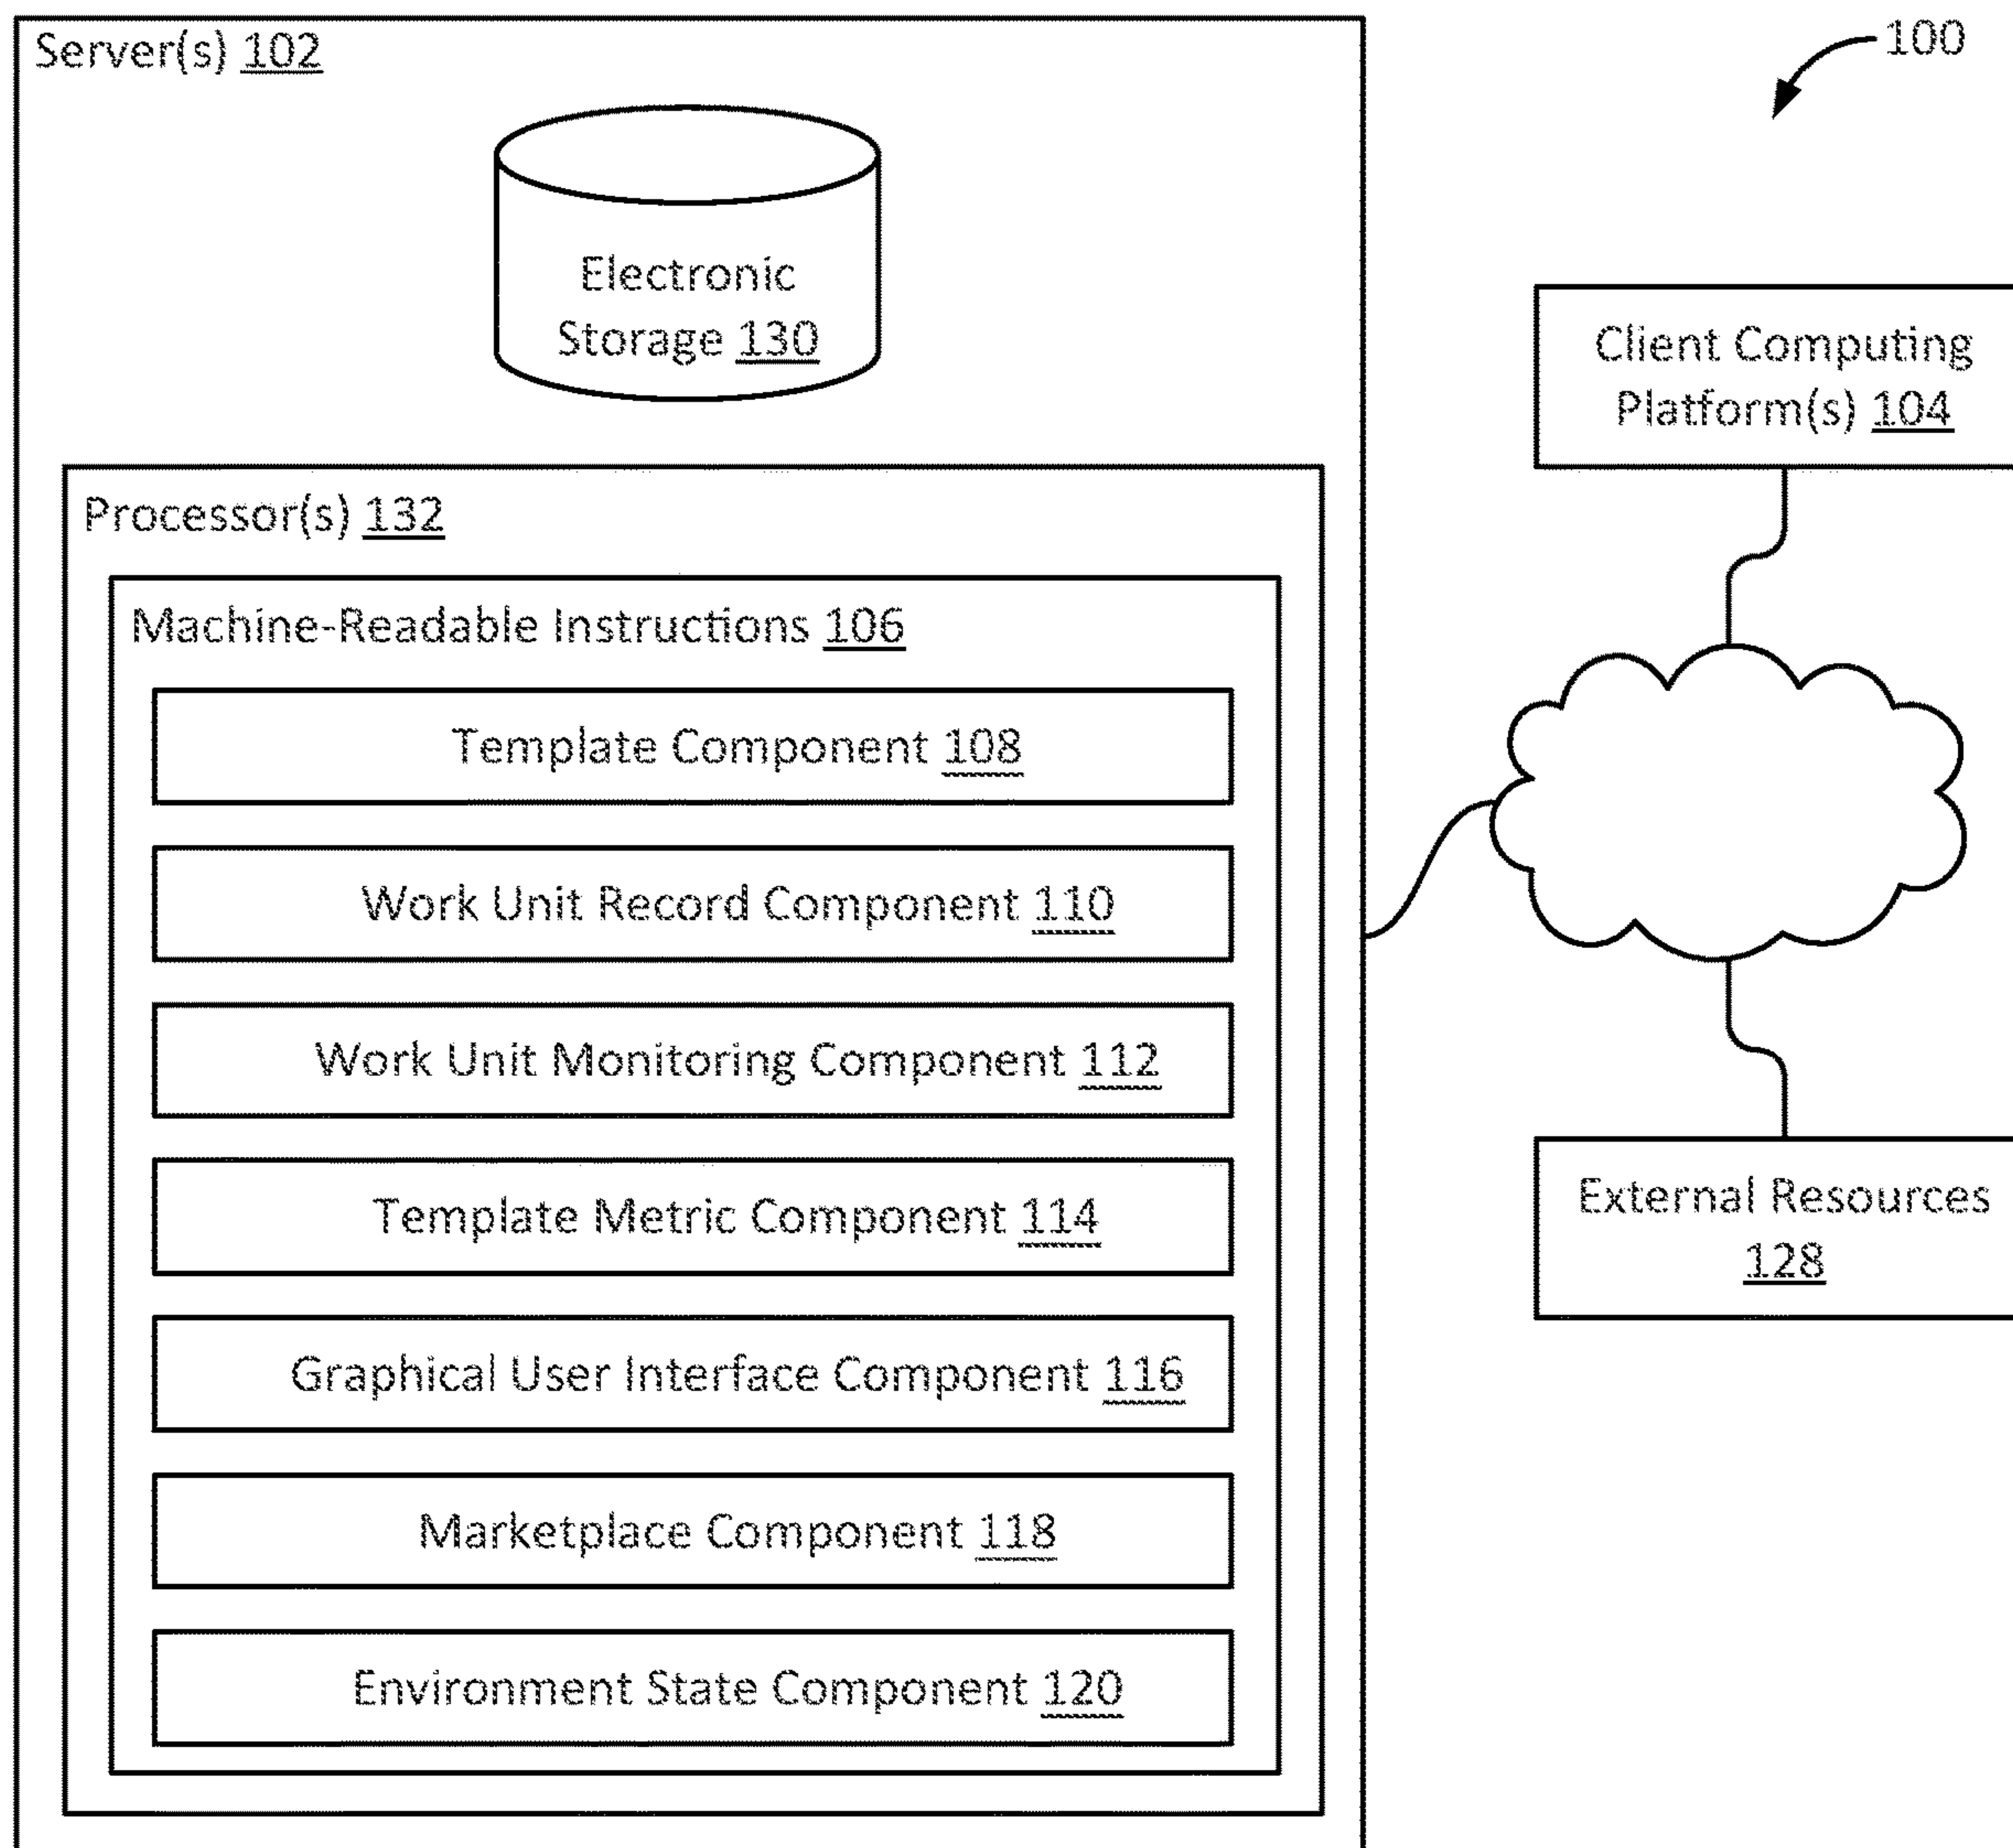 Server(s) 102
100
Electronic
Storage 130
Client Computing
Platform(s) 104
Processor(s) 132
Machine-Readable Instructions 106
Template Component 108
Work Unit Record Component 110
Work Unit Monitoring Component 112
Template Metric Component 114
Graphical User Interface Component 116
Marketplace Component 118
Environment State Component 120
External Resources
128